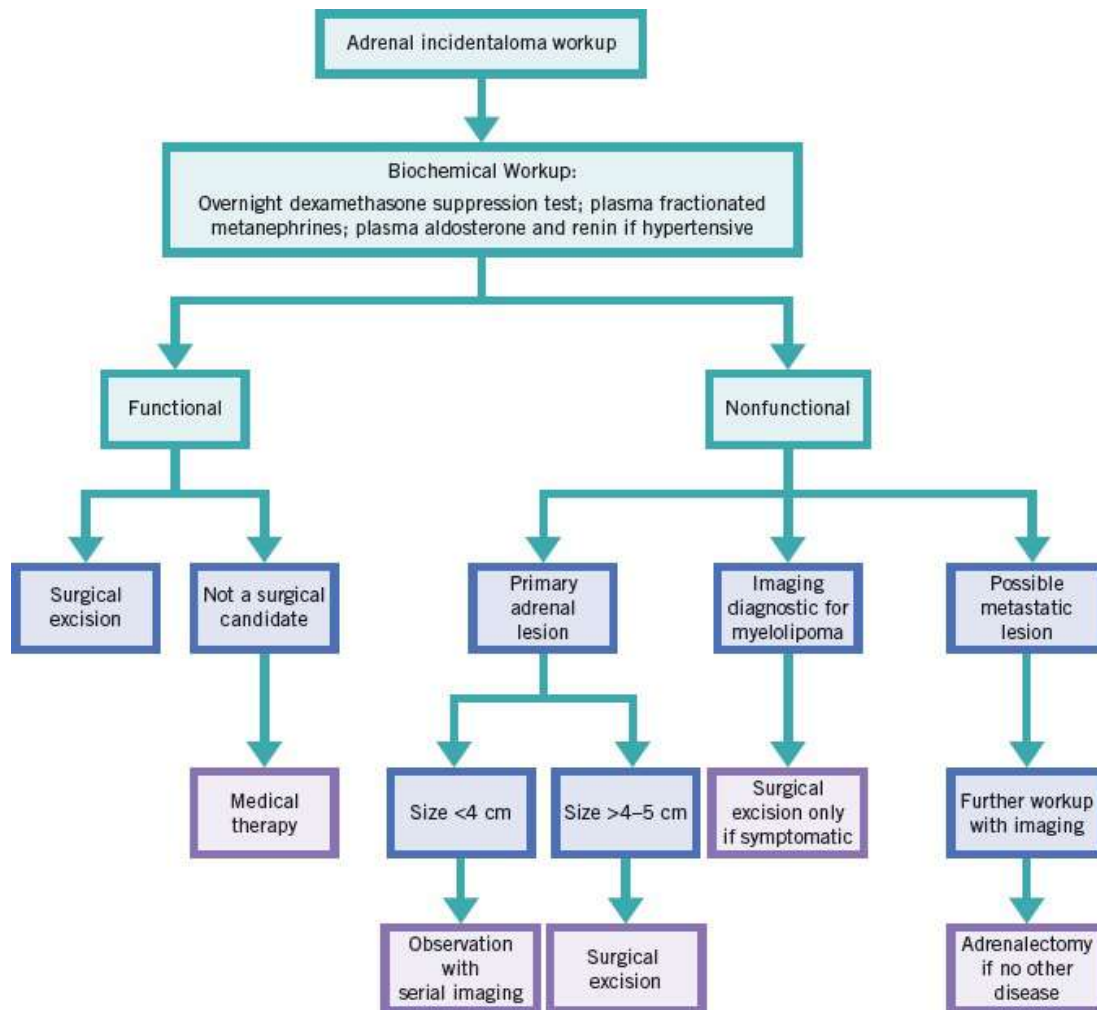 Adrenal incidentaloma workup
Biochemical Workup:
Overnight dexamethasone suppression test; plasma fractionated
metanephrines; plasma aldosterone and renin if hypertensive
Functional
Nonfunctional
Surgical
excision
Not a surgical
candidate
Primary
adrenal
lesion
Imaging
diagnostic for
myelolipoma
Possible
metastatic
lesion
Medical
therapy
Size <4 cm
Size >4–5 cm
Surgical
excision only
if symptomatic
Further workup
with imaging
Observation
with
serial imaging
Surgical
excision
Adrenalectomy
if no other
disease